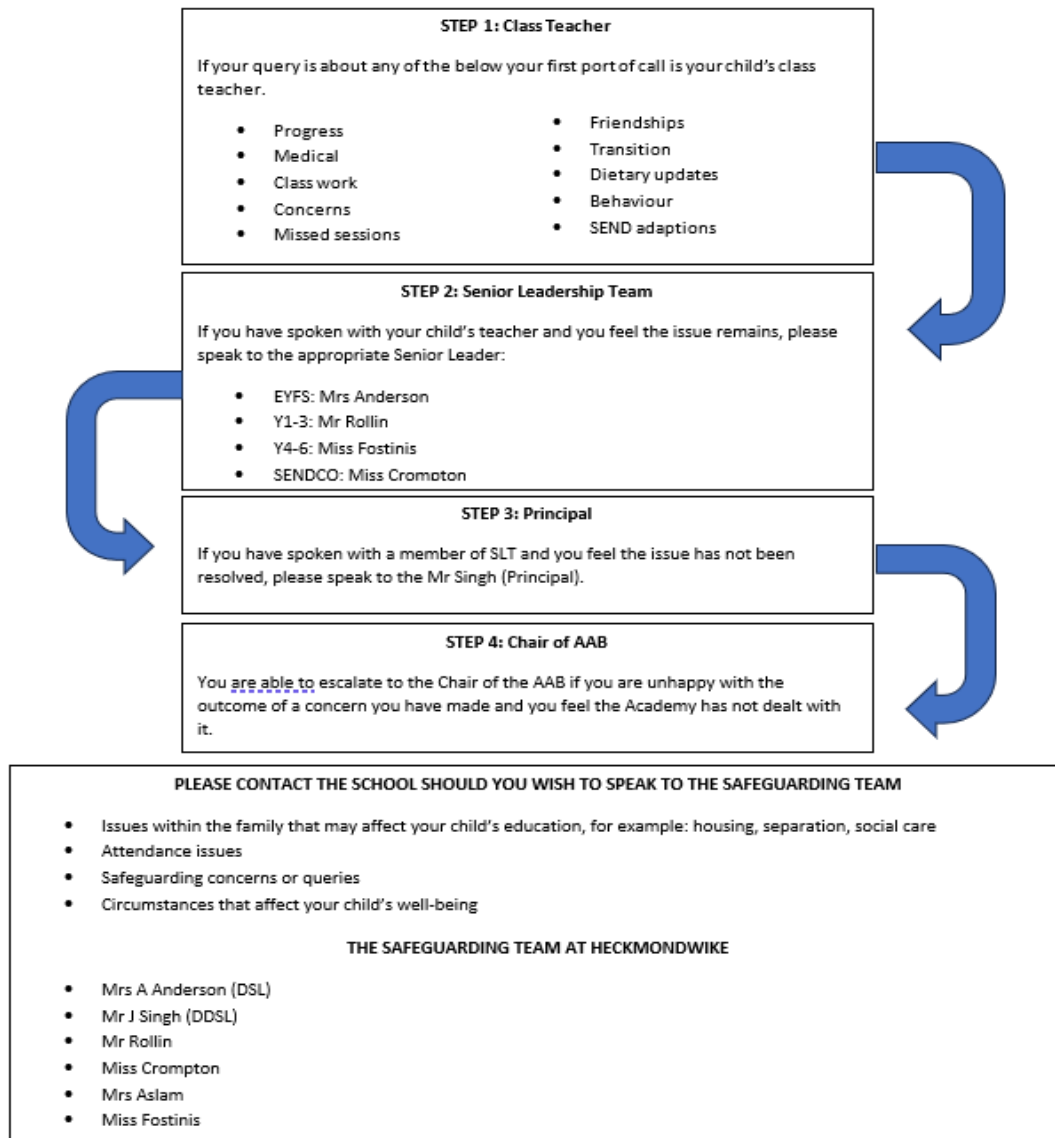 STEP 1: Class Teacher
If your query is about any of the below your first port of call is your child's class
teacher.
• Progress
• Medical
• Class work
• Concerns
• Missed sessions
• Friendships
• Transition
• Dietary updates
• Behaviour
• SEND adaptions
STEP 2: Senior Leadership Team
If you have spoken with your child's teacher and you feel the issue remains, please
speak to the appropriate Senior Leader:
• EYFS: Mrs Anderson
• Y1-3: Mr Rollin
• Y4-6: Miss Fostinis
• SENDCO: Miss Crompton
STEP 3: Principal
If you have spoken with a member of SLT and you feel the issue has not been
resolved, please speak to the Mr Singh (Principal).
STEP 4: Chair of AAB
You are able to escalate to the Chair of the AAB if you are unhappy with the
outcome of a concern you have made and you feel the Academy has not dealt with
it.
PLEASE CONTACT THE SCHOOL SHOULD YOU WISH TO SPEAK TO THE SAFEGUARDING TEAM
• Issues within the family that may affect your child's education, for example: housing, separation, social care
• Attendance issues
• Safeguarding concerns or queries
• Circumstances that affect your child's well-being
THE SAFEGUARDING TEAM AT HECKMONDWIKE
• Mrs A Anderson (DSL)
• Mr J Singh (DDSL)
• Mr Rollin
• Miss Crompton
• Mrs Aslam
• Miss Fostinis